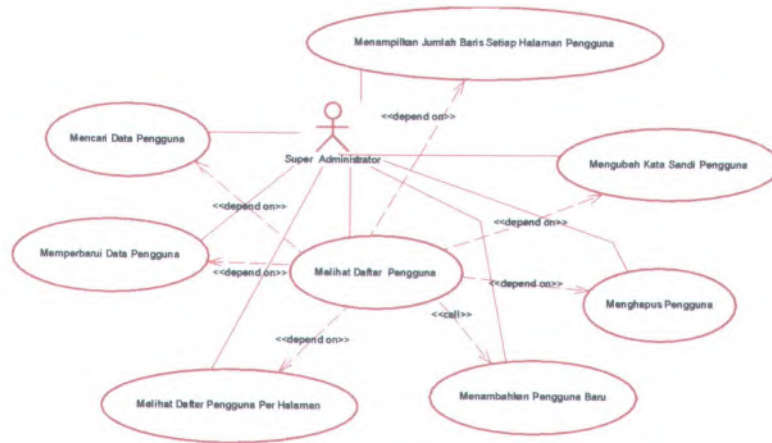 Menampilkan Jumlah Baris Setiap Halaman Pengguna
<<depend on>>
Mencari Data Pengguna
Super Administrator
Mengubah Kata Sandi Pengguna
<<depend on>>
<<depend on>>
Memperbarui Data Pengguna
<<depend on>>
Melihat Daftar Pengguna
<<depend on>>
Menghapus Pengguna
<<call>>
<<depend on>>
Melihat Daftar Pengguna Per Halaman
Menambahkan Pengguna Baru